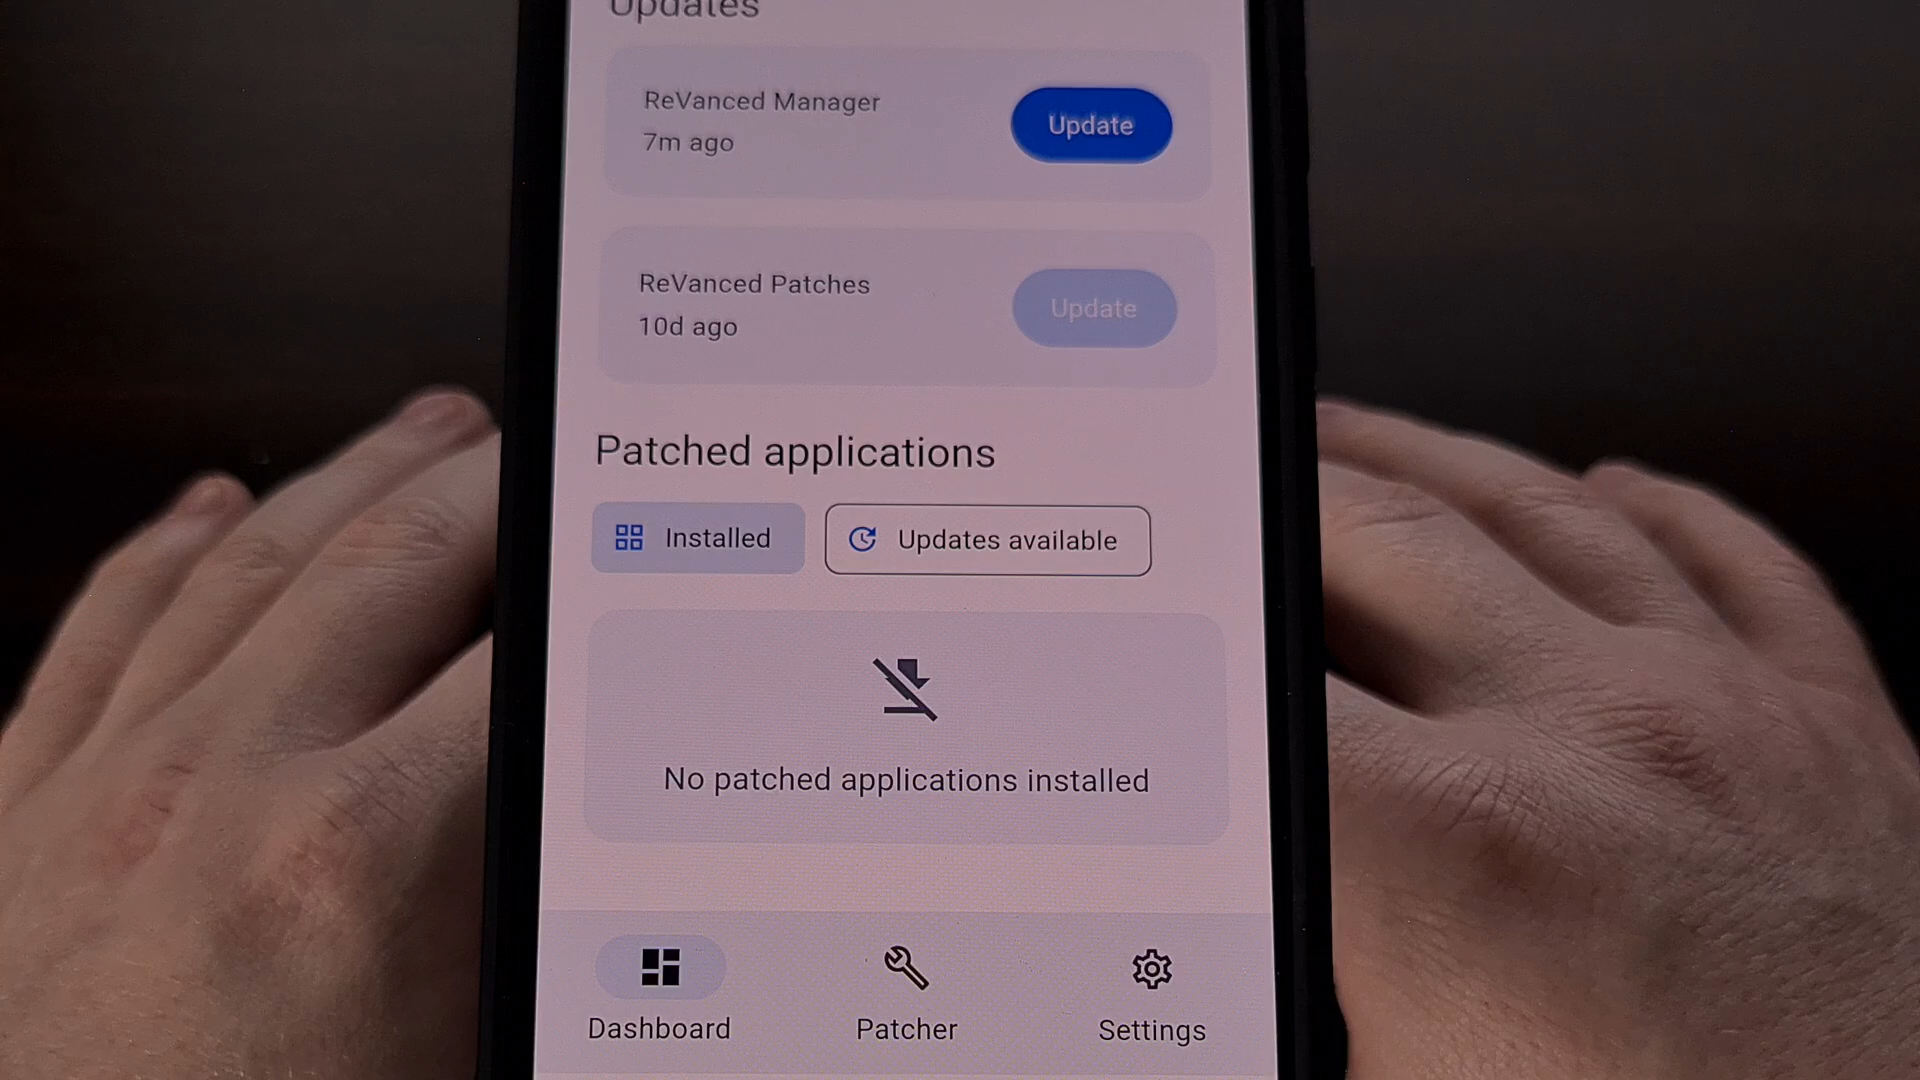 Updates
ReVanced Manager
7m ago
Update
ReVanced Patches
10d ago
Update
Patched applications
Installed
Updates available
No patched applications installed
Dashboard
Patcher
Settings